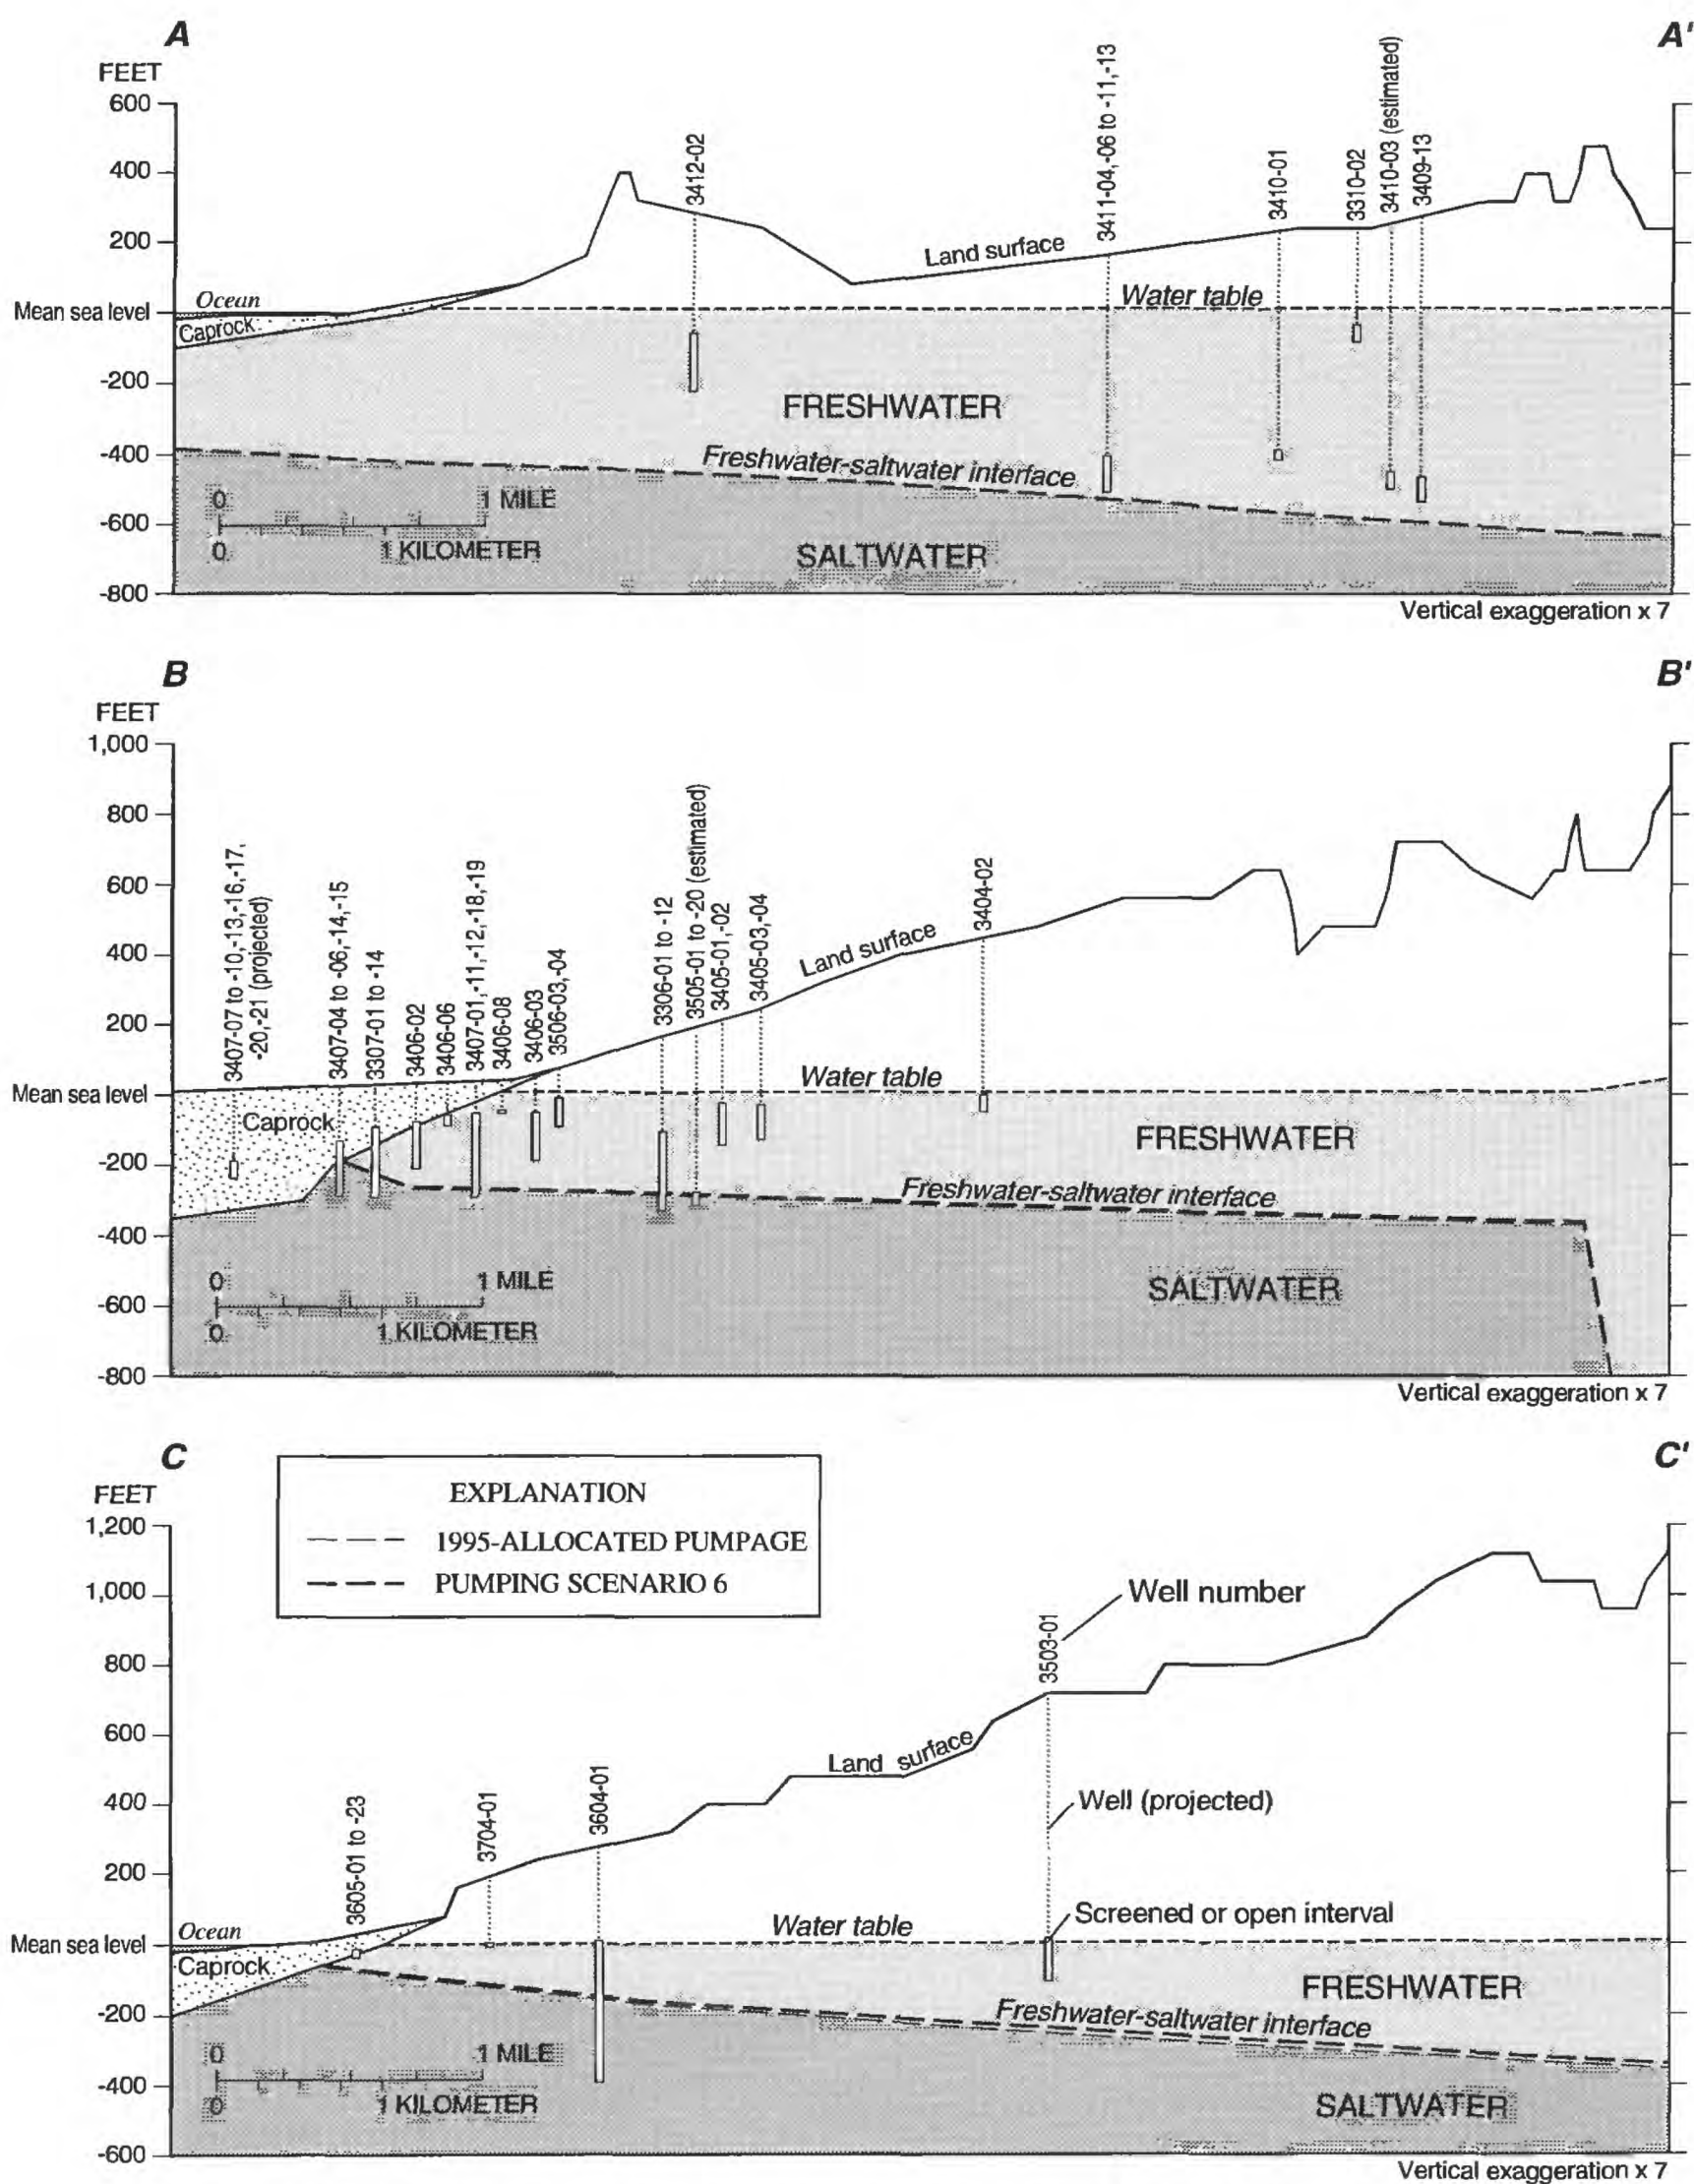 A
A'
FEET
600
400
200
Mean sea level
-200
-400
-600
-800
3412-02
3411-04,-06 to -11,-13
3410-01
3310-02
3410-03 (estimated)
3409-13
Land surface
Ocean
Caprock
Water table
FRESHWATER
Freshwater-saltwater interface
0
1 MILE
0
1 KILOMETER
SALTWATER
Vertical exaggeration x 7
B
B'
FEET
1,000
800
600
400
200
Mean sea level
-200
-400
-600
-800
3407-07 to -10,-13,-16,-17,
-20,-21 (projected)
3407-04 to -06,-14,-15
3307-01 to -14
3406-02
3406-06
3407-01,-11,-12,-18,-19
3406-08
3406-03
3506-03,-04
3306-01 to -12
3505-01 to -20 (estimated)
3405-01,-02
3405-03,-04
3404-02
Land surface
Water table
Caprock
FRESHWATER
Freshwater-saltwater interface
0
1 MILE
0
1 KILOMETER
SALTWATER
Vertical exaggeration x 7
C
C'
EXPLANATION
1995-ALLOCATED PUMPAGE
PUMPING SCENARIO 6
FEET
1,200
1,000
800
600
400
200
Mean sea level
-200
-400
-600
Well number
3503-01
3605-01 to -23
3704-01
3604-01
Land surface
Well (projected)
Screened or open interval
Ocean
Water table
Caprock
FRESHWATER
Freshwater-saltwater interface
0
1 MILE
0
1 KILOMETER
SALTWATER
Vertical exaggeration x 7